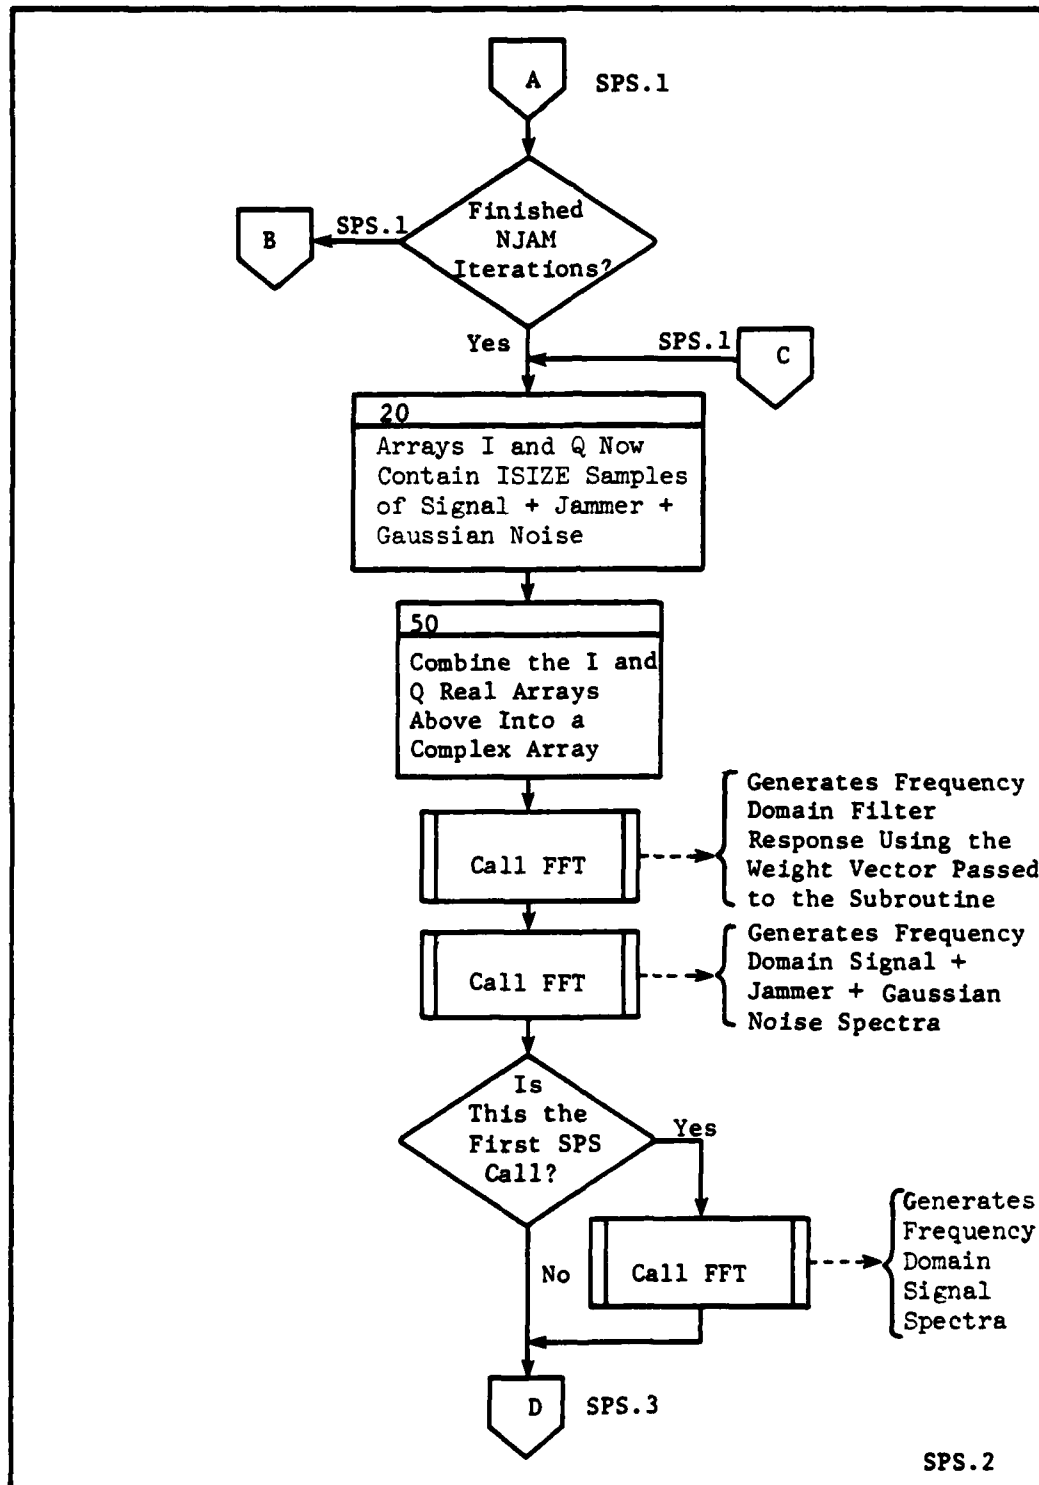 A
SPS.1
Finished
NJAM
Iterations?
SPS.1
B
Yes
SPS.1
C
20
Arrays I and Q Now
Contain ISIZE Samples
of Signal + Jammer +
Gaussian Noise
50
Combine the I and
Q Real Arrays
Above Into a
Complex Array
Call FFT
Generates Frequency
Domain Filter
Response Using the
Weight Vector Passed
to the Subroutine
Call FFT
Generates Frequency
Domain Signal +
Jammer + Gaussian
Noise Spectra
Is
This the
First SPS
Call?
Yes
No
Call FFT
Generates
Frequency
Domain
Signal
Spectra
D
SPS.3
SPS.2